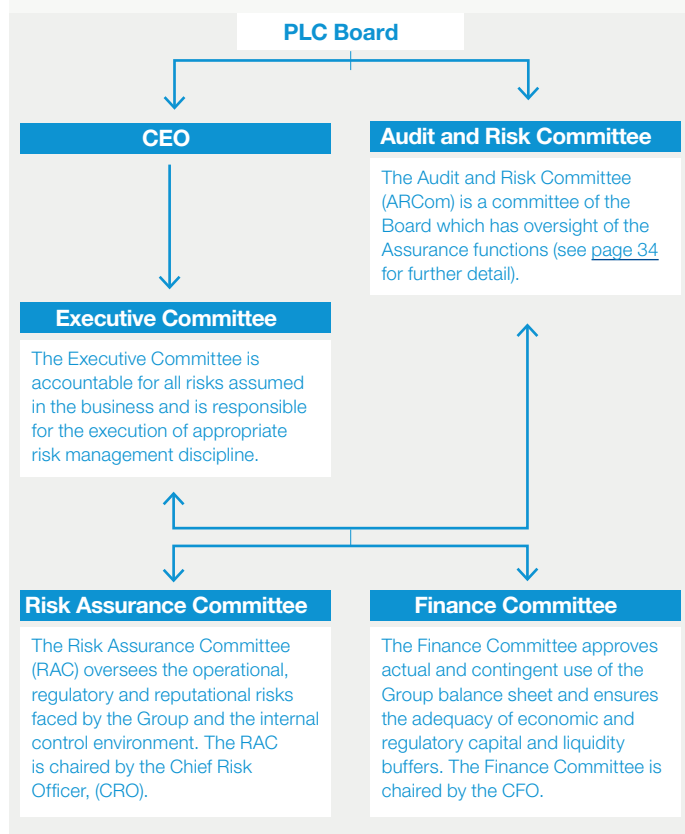 PLC Board
CEO
Audit and Risk Committee
The Audit and Risk Committee
(ARCom) is a committee of the
Board which has oversight of the
Assurance functions (see page 34
for further detail).
Executive Committee
The Executive Committee is
accountable for all risks assumed
in the business and is responsible
for the execution of appropriate
risk management discipline.
Risk Assurance Committee
The Risk Assurance Committee
(RAC) oversees the operational,
regulatory and reputational risks
faced by the Group and the internal
control environment. The RAC
is chaired by the Chief Risk
Officer, (CRO).
Finance Committee
The Finance Committee approves
actual and contingent use of the
Group balance sheet and ensures
the adequacy of economic and
regulatory capital and liquidity
buffers. The Finance Committee is
chaired by the CFO.